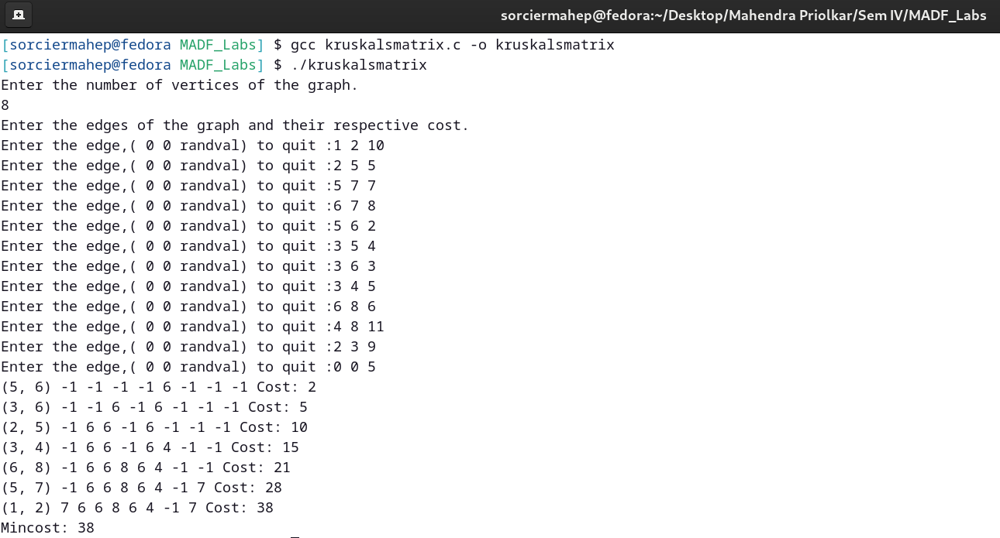 sorciermahep@fedora:~/Desktop/Mahendra Priolkar/Sem IV/MADF_Labs
[sorciermahep@fedora MADF_Labs] $ gcc kruskalsmatrix.c -o kruskalsmatrix
[sorciermahep@fedora MADF_Labs] $ ./kruskalsmatrix
Enter the number of vertices of the graph.
8
Enter the edges of the graph and their respective cost.
Enter the edge,( 0 0 randval) to quit :1 2 10
Enter the edge,( 0 0 randval) to quit :2 5 5
Enter the edge,( 0 0 randval) to quit :5 7 7
Enter the edge,( 0 0 randval) to quit :6 7 8
Enter the edge,( 0 0 randval) to quit :5 6 2
Enter the edge,( 0 0 randval) to quit :3 5 4
Enter the edge,( 0 0 randval) to quit :3 6 3
Enter the edge,( 0 0 randval) to quit :3 4 5
Enter the edge,( 0 0 randval) to quit :6 8 6
Enter the edge,( 0 0 randval) to quit :4 8 11
Enter the edge,( 0 0 randval) to quit :2 3 9
Enter the edge,( 0 0 randval) to quit :0 0 5
(5, 6) -1 -1 -1 -1 6 -1 -1 -1 Cost: 2
(3, 6) -1 -1 6 -1 6 -1 -1 -1 Cost: 5
(2, 5) -1 6 6 -1 6 -1 -1 -1 Cost: 10
(3, 4) -1 6 6 -1 6 4 -1 -1 Cost: 15
(6, 8) -1 6 6 8 6 4 -1 -1 Cost: 21
(5, 7) -1 6 6 8 6 4 -1 7 Cost: 28
(1, 2) 7 6 6 8 6 4 -1 7 Cost: 38
Mincost: 38